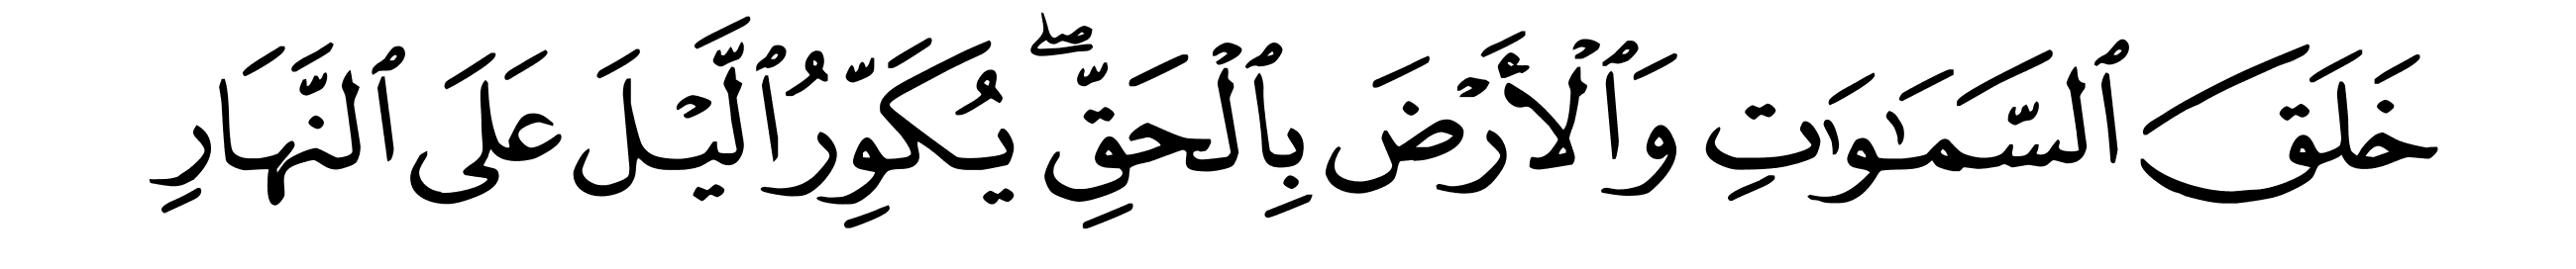 خَلَقَ ٱلسَّمَٰوَٰتِ وَٱلْأَرْضَ بِٱلْحَقِّ ۖ يُكَوِّرُ ٱلَّيْلَ عَلَى ٱلنَّهَارِ